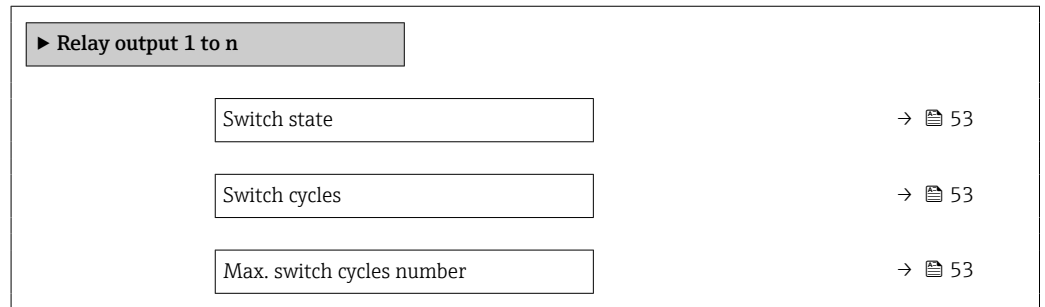 ▶ Relay output 1 to n
Switch state → 53
Switch cycles → 53
Max. switch cycles number → 53